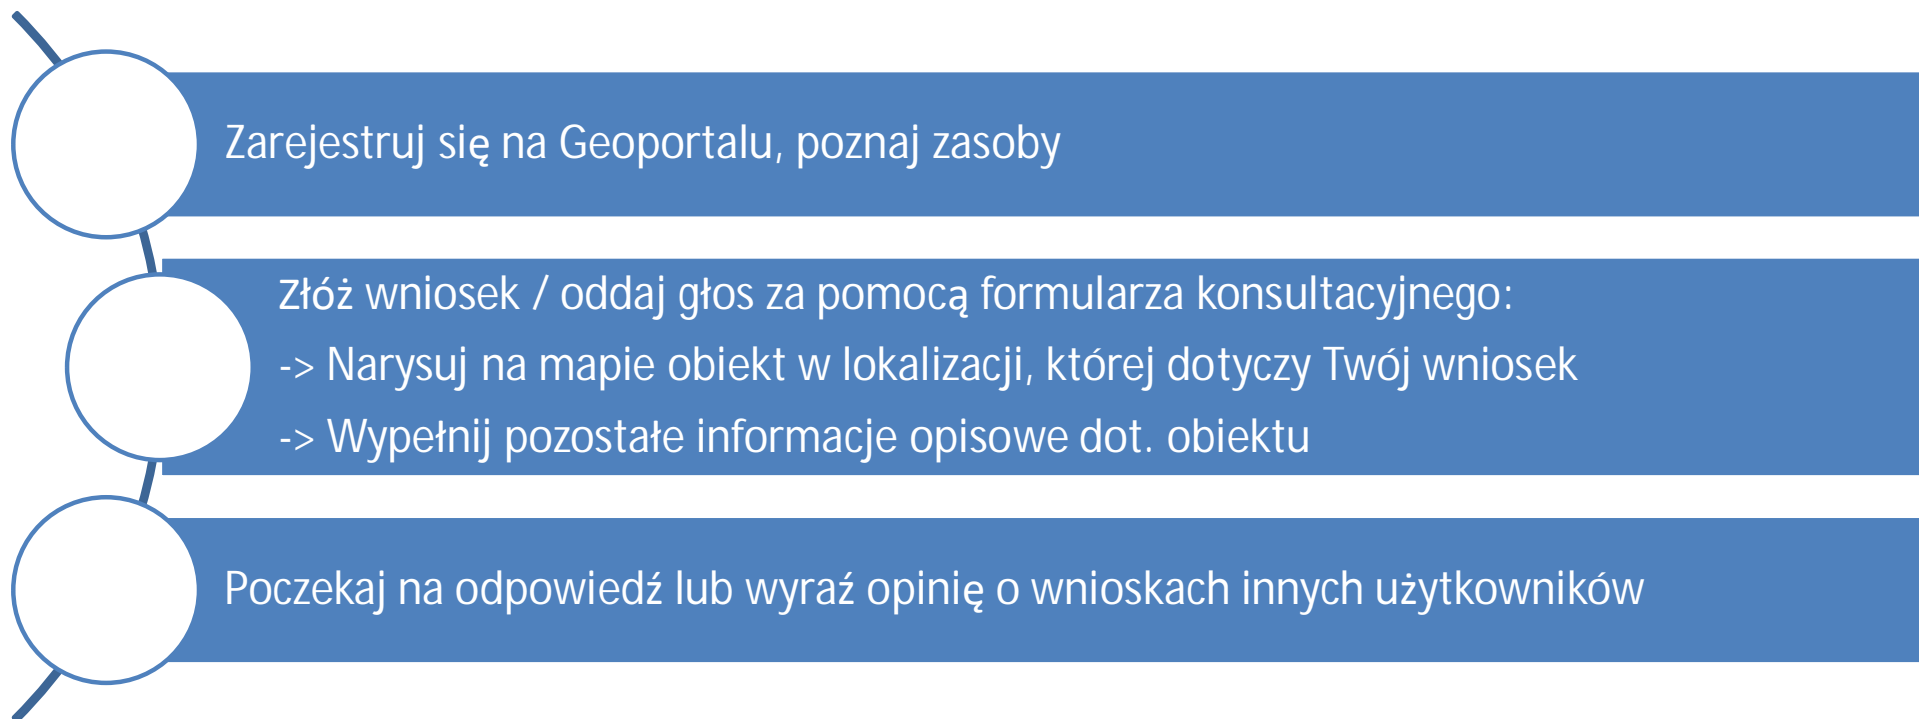 Zarejestruj się na Geoportalu, poznaj zasoby
Złóż wniosek / oddaj głos za pomocą formularza konsultacyjnego:
-> Narysuj na mapie obiekt w lokalizacji, której dotyczy Twój wniosek
-> Wypełnij pozostałe informacje opisowe dot. obiektu
Poczekaj na odpowiedź lub wyraź opinię o wnioskach innych użytkowników